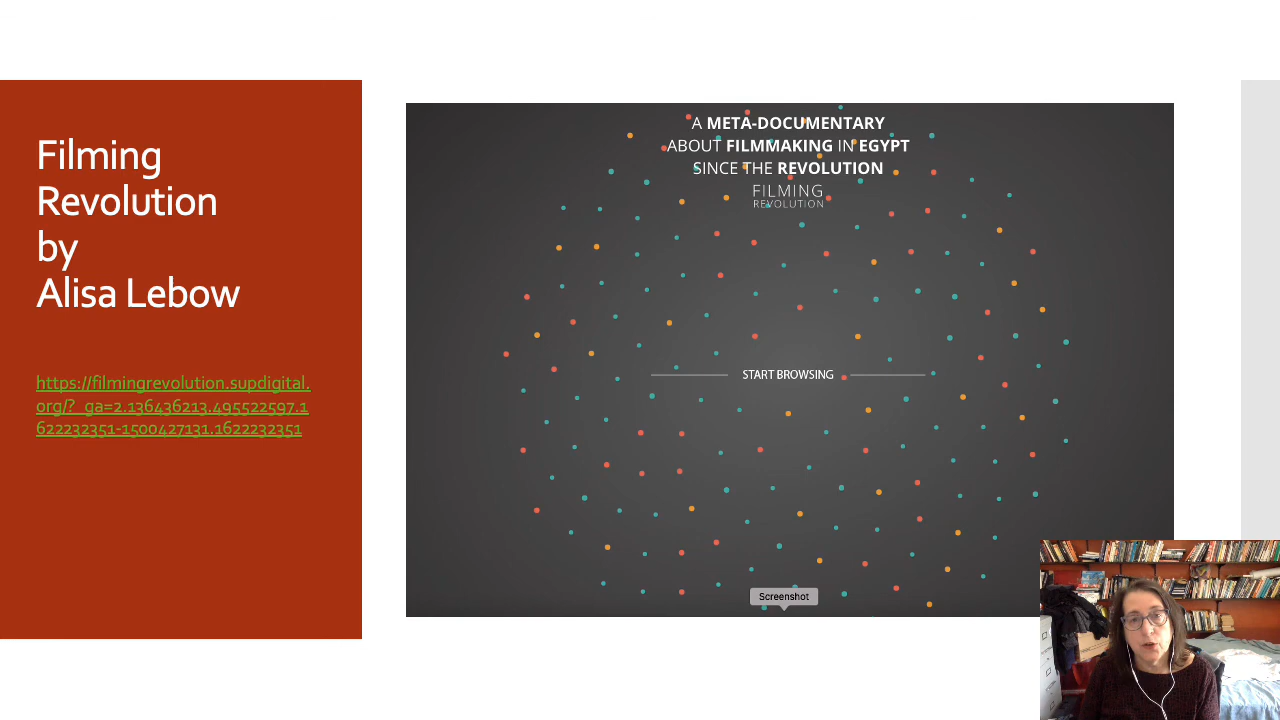 Filming
Revolution
by
Alisa Lebow
https://filmingrevolution.supdigital.
org/?_ga=2.136436213.495522597.1
622232351-1500427131.1622232351
A META-DOCUMENTARY
ABOUT FILMMAKING IN EGYPT
SINCE THE REVOLUTION
FILMING
REVOLUTION
START BROWSING
Screenshot